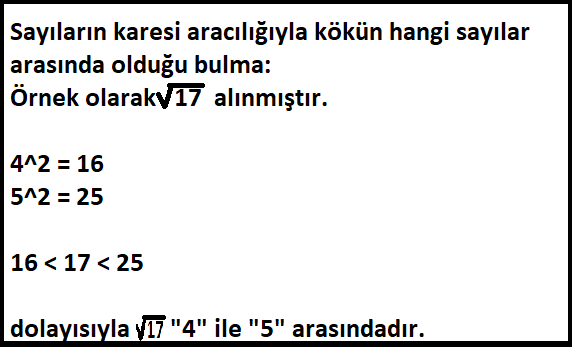 Sayıların karesi aracılığıyla kökün hangi sayılar
arasında olduğu bulma:
Örnek olarak√17 alınmıştır.
4^2 = 16
5^2 = 25
16 < 17 < 25
dolayısıyla √17 "4" ile "5" arasındadır.